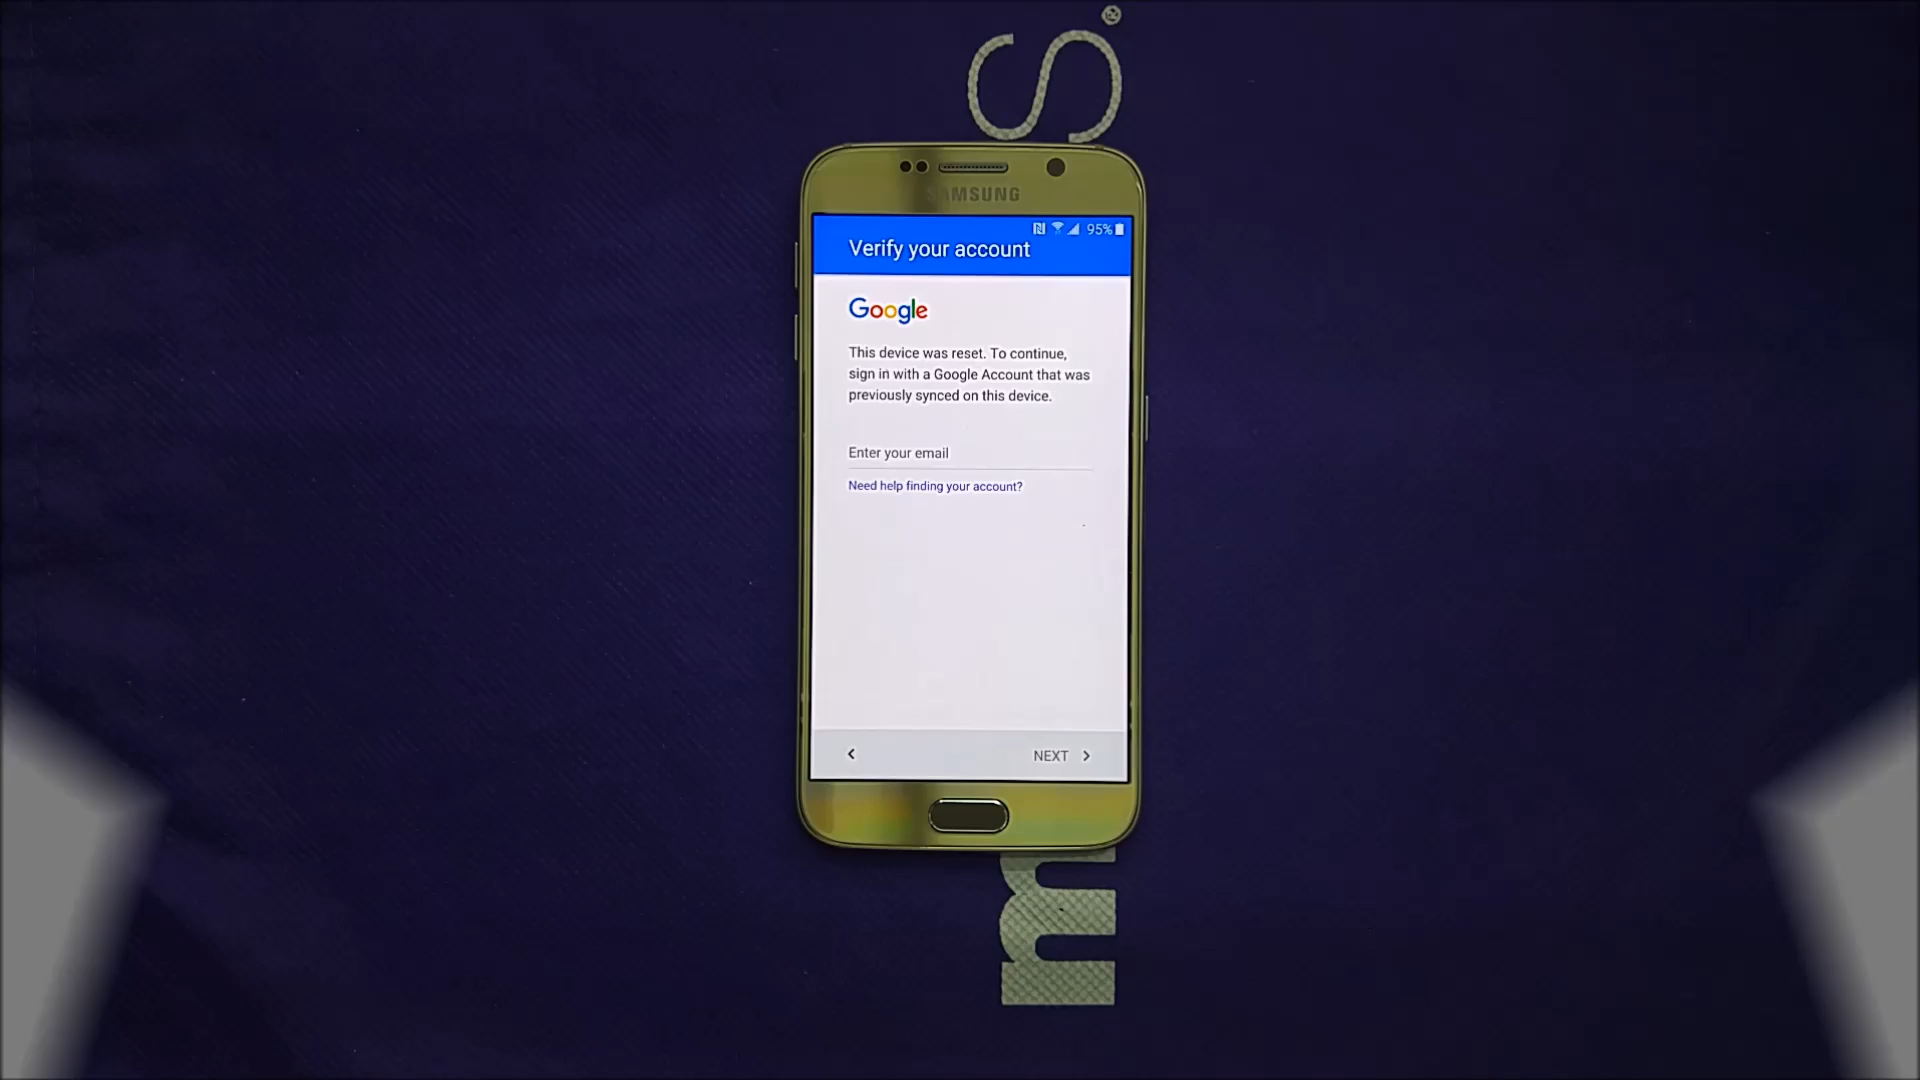 s®
SAMSUNG
95%
Verify your account
Google
This device was reset. To continue,
sign in with a Google Account that was
previously synced on this device.
Enter your email
Need help finding your account?
NEXT
m